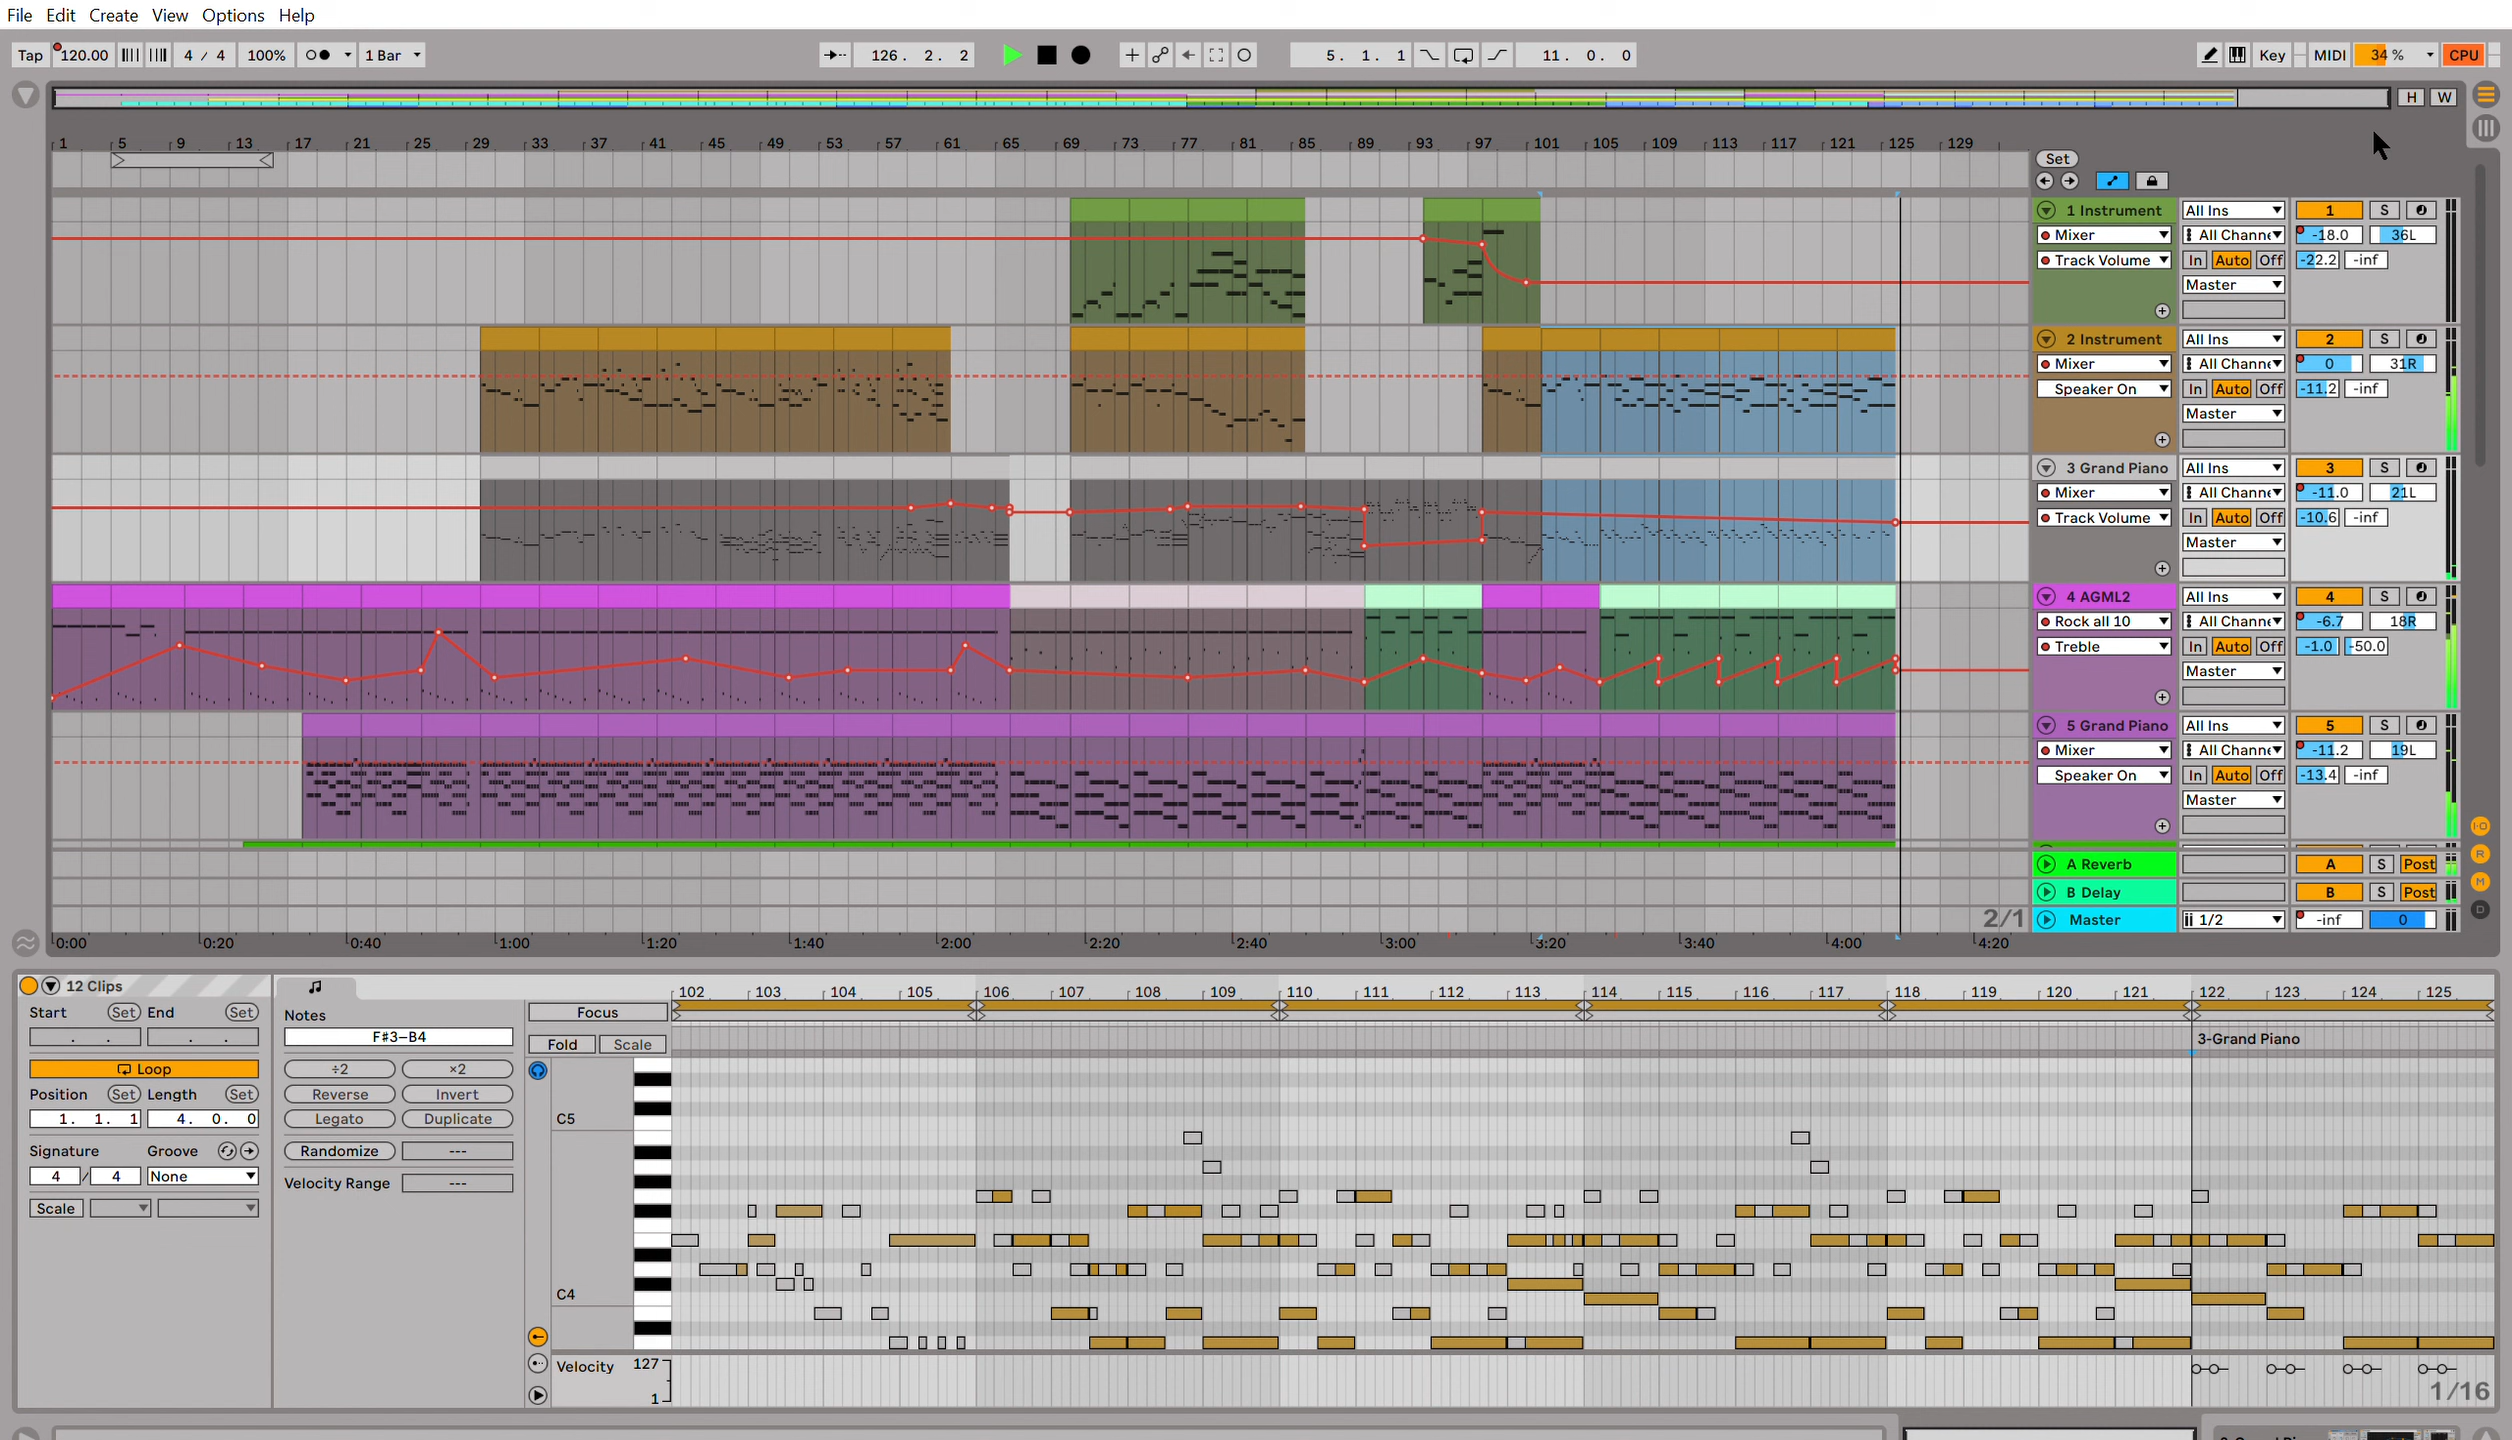 File Edit Create View Options Help
Tap 120.00 4 / 4 100% 1 Bar 126. 2. 2 5. 1. 1 11. 0. 0 Key MIDI 34 % CPU
H W
1 5 9 13 17 21 25 29 33 37 41 45 49 53 57 61 65 69 73 77 81 85 89 93 97 101 105 109 113 117 121 125 129
Set
1 Instrument All Ins 1 S
Mixer All Channe -18.0 36L
Track Volume In Auto Off -22.2 -inf
Master
2 Instrument All Ins 2 S
Mixer All Channe 0 31R
Speaker On In Auto Off -11.2 -inf
Master
3 Grand Piano All Ins 3 S
Mixer All Channe -11.0 21L
Track Volume In Auto Off -10.6 -inf
Master
4 AGML2 All Ins 4 S
Rock all 10 All Channe -6.7 18R
Treble In Auto Off -1.0 -50.0
Master
5 Grand Piano All Ins 5 S
Mixer All Channe -11.2 19L
Speaker On In Auto Off -13.4 -inf
Master
I-O
A Reverb A S Post R
B Delay B S Post M
2/1 Master 1/2 -inf 0 D
0:00 0:20 0:40 1:00 1:20 1:40 2:00 2:20 2:40 3:00 3:20 3:40 4:00 4:20
12 Clips
102 103 104 105 106 107 108 109 110 111 112 113 114 115 116 117 118 119 120 121 122 123 124 125
Start Set End Set Notes Focus
F#3–B4
3-Grand Piano
Fold Scale
Loop ÷2 ×2
Position Set Length Set Reverse Invert
1. 1. 1 4. 0. 0 Legato Duplicate C5
Signature Groove Randomize ---
4 / 4 None Velocity Range ---
Scale
C4
Velocity 127
1
1/16